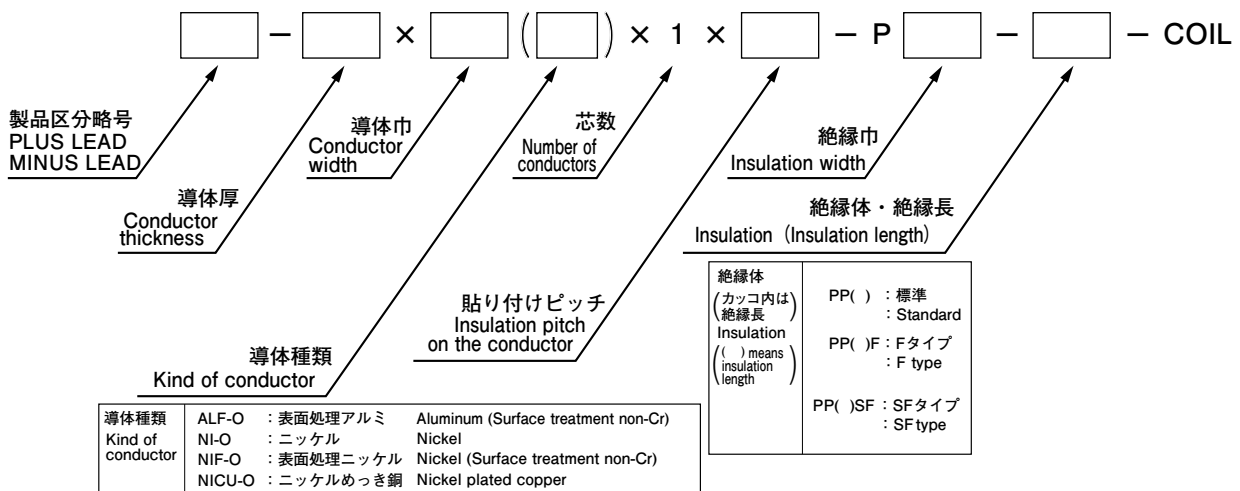 － × ( ) × 1 × － P － － COIL
製品区分略号
PLUS LEAD
MINUS LEAD
導体厚
Conductor
thickness
導体巾
Conductor
width
導体種類
Kind of conductor
芯数
Number of
conductors
貼り付けピッチ
Insulation pitch
on the conductor
絶縁巾
Insulation width
絶縁体・絶縁長
Insulation（Insulation length）
絶縁体
(カッコ内は
絶縁長)
Insulation
(( ) means
insulation
length)
PP( ) ：標準
：Standard
PP( )F：Fタイプ
：F type
PP( )SF：SFタイプ
：SF type
導体種類
Kind of
conductor
ALF-O ：表面処理アルミ Aluminum (Surface treatment non-Cr)
NI-O ：ニッケル Nickel
NIF-O ：表面処理ニッケル Nickel (Surface treatment non-Cr)
NICU-O ：ニッケルめっき銅 Nickel plated copper